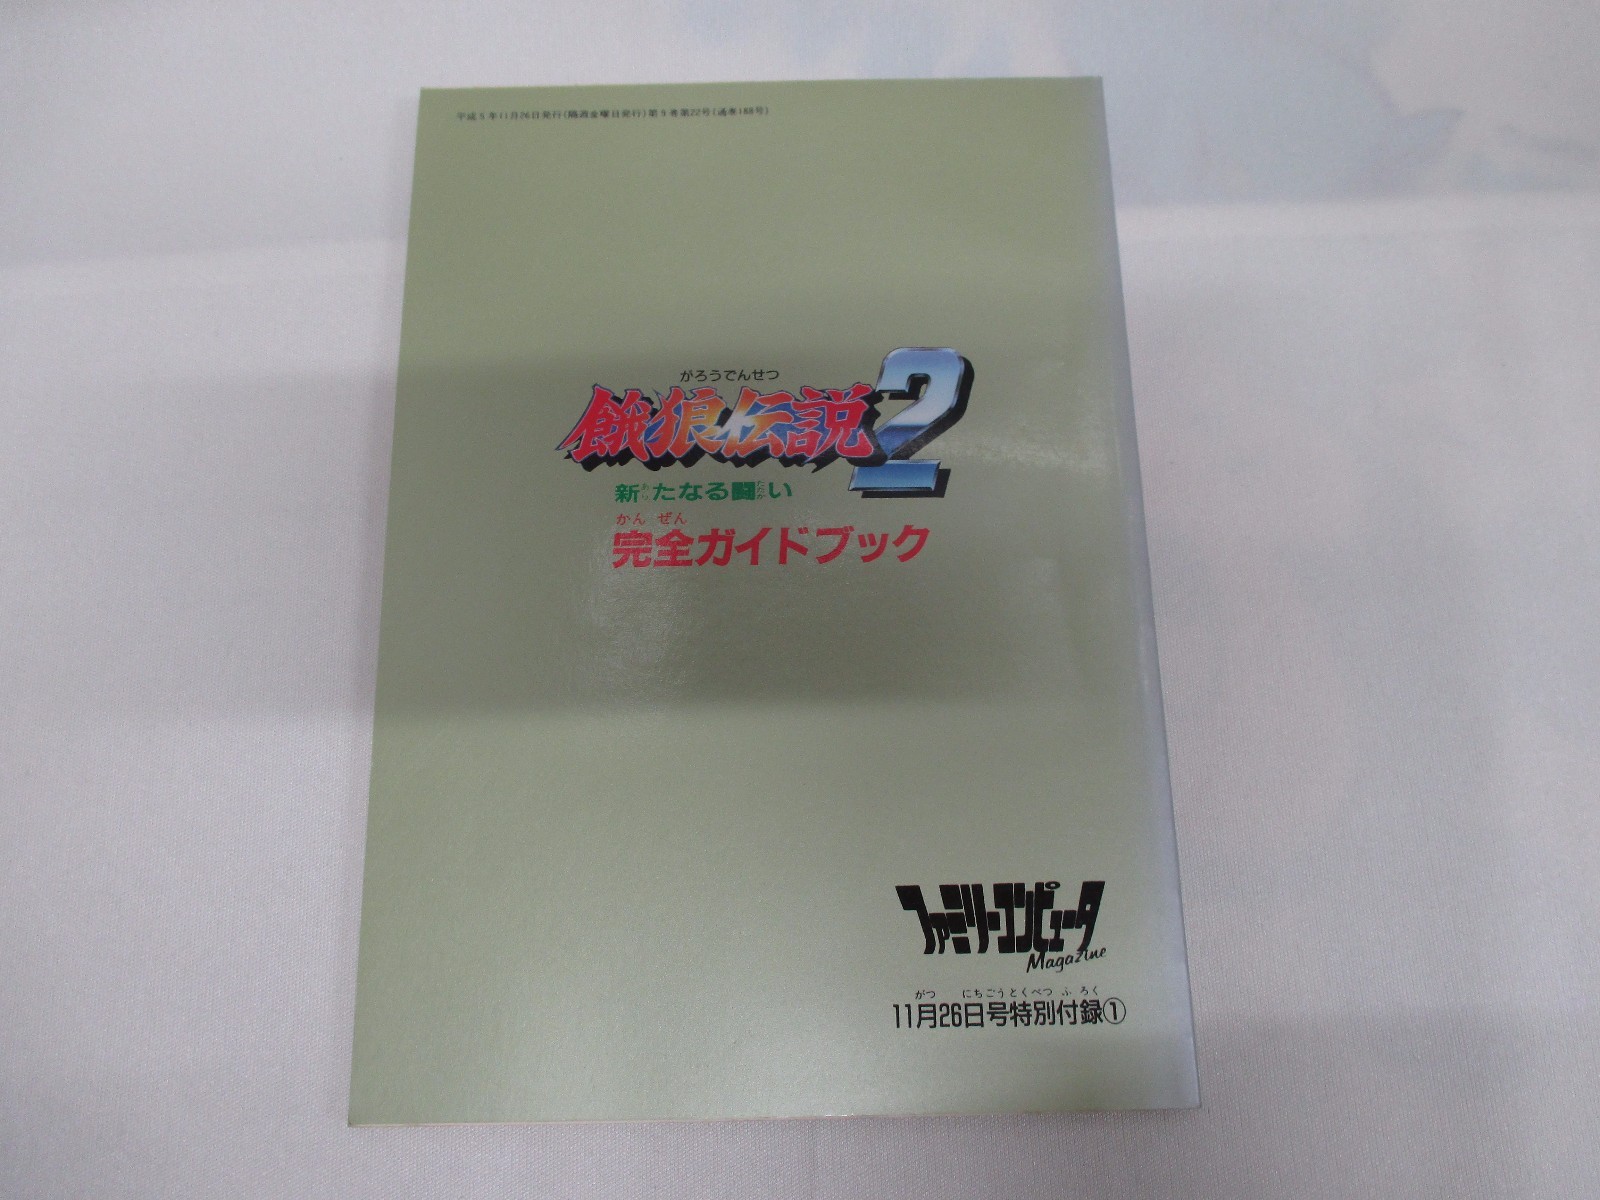 平成5年11月26日発行(隔週金曜日発行)第9巻第22号(通巻188号)
がろうでんせつ
餓狼伝説2
あら たたか
新たなる闘い
かん ぜん
完全ガイドブック
ファミリーコンピュータ
Magazine
がつ にちごうとくべつ ふ ろく
11月26日号特別付録①